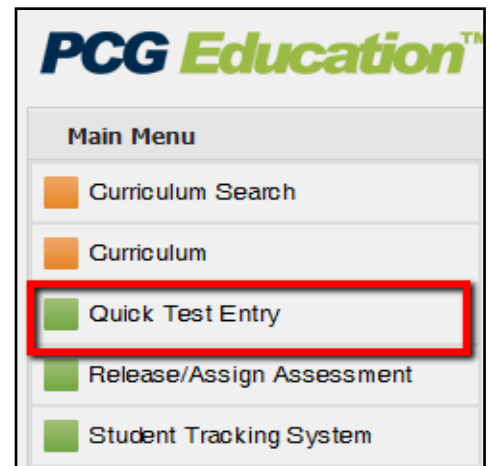 PCG Education™
Main Menu
Curriculum Search
Curriculum
Quick Test Entry
Release/Assign Assessment
Student Tracking System